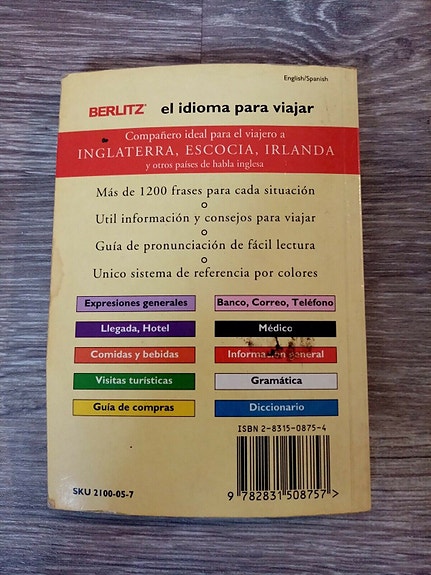 English/Spanish
BERLITZ® el idioma para viajar
Compañero ideal para el viajero a
INGLATERRA, ESCOCIA, IRLANDA
y otros países de habla inglesa
Más de 1200 frases para cada situación
Util información y consejos para viajar
Guía de pronunciación de fácil lectura
Unico sistema de referencia por colores
Expresiones generales
Banco, Correo, Teléfono
Llegada, Hotel
Médico
Comidas y bebidas
Información general
Visitas turísticas
Gramática
Guía de compras
Diccionario
ISBN 2-8315-0875-4
SKU 2100-05-7
9 782831 508757 >